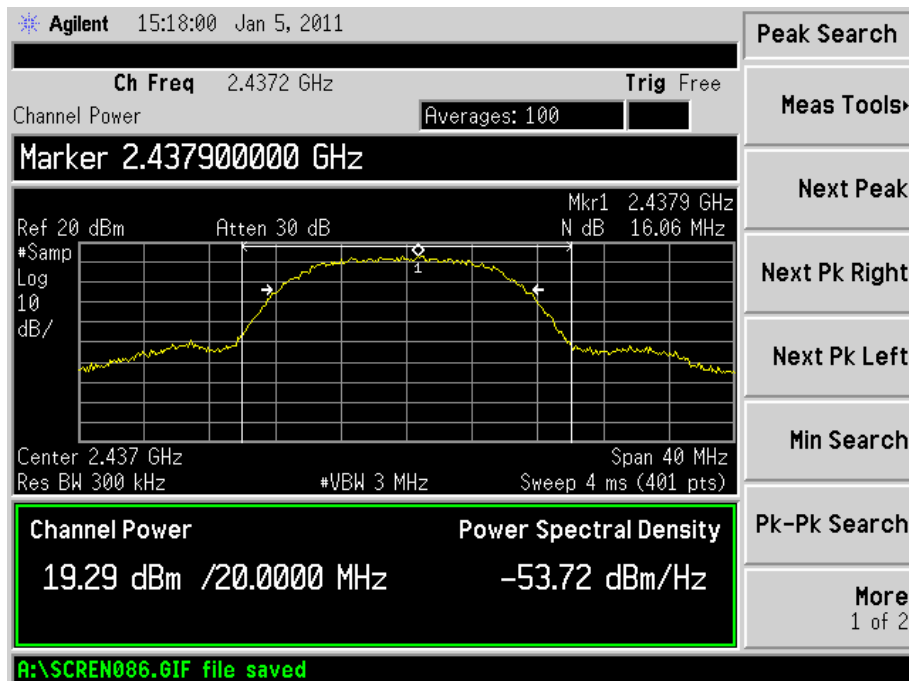 Agilent 15:18:00 Jan 5, 2011
Peak Search
Ch Freq 2.4372 GHz Trig Free
Channel Power Averages: 100
Meas Tools
Marker 2.437900000 GHz
Next Peak
Mkr1 2.4379 GHz
Ref 20 dBm Atten 30 dB N dB 16.06 MHz
#Samp
Log
10
dB/
1
Next Pk Right
Next Pk Left
Min Search
Center 2.437 GHz Span 40 MHz
Res BW 300 kHz #VBW 3 MHz Sweep 4 ms (401 pts)
Channel Power Power Spectral Density
Pk-Pk Search
19.29 dBm /20.0000 MHz -53.72 dBm/Hz
More
1 of 2
A:\SCREN086.GIF file saved